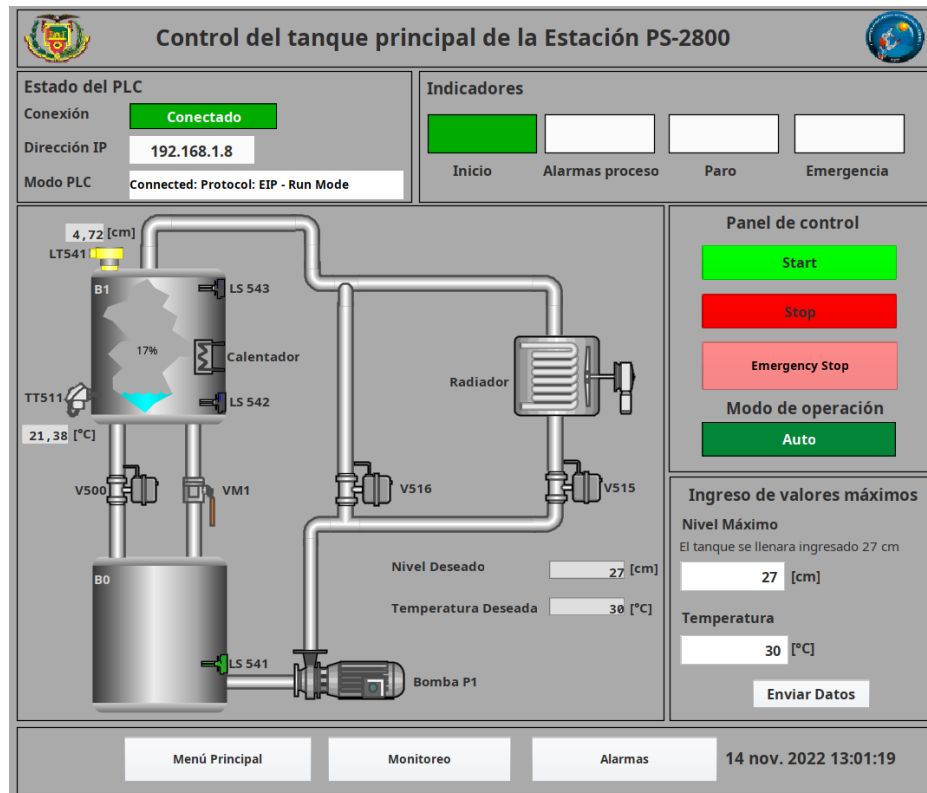 Control del tanque principal de la Estación PS-2800
Estado del PLC
Conexión
Conectado
Dirección IP
192.168.1.8
Modo PLC
Connected: Protocol: EIP - Run Mode
Indicadores
Inicio
Alarmas proceso
Paro
Emergencia
4,72 [cm]
LT541
B1
LS 543
17%
Calentador
TT511
LS 542
21,38 [°C]
Radiador
V500
VM1
V516
V515
B0
Nivel Deseado
27 [cm]
Temperatura Deseada
30 [°C]
LS 541
Bomba P1
Panel de control
Start
Stop
Emergency Stop
Modo de operación
Auto
Ingreso de valores máximos
Nivel Máximo
El tanque se llenara ingresado 27 cm
27 [cm]
Temperatura
30 [°C]
Enviar Datos
Menú Principal
Monitoreo
Alarmas
14 nov. 2022 13:01:19